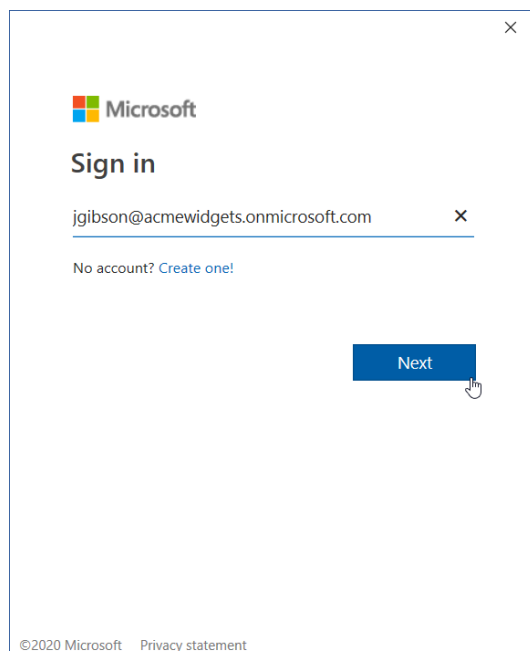 Microsoft
Sign in
jgibson@acmewidgets.onmicrosoft.com
No account? Create one!
Next
©2020 Microsoft Privacy statement